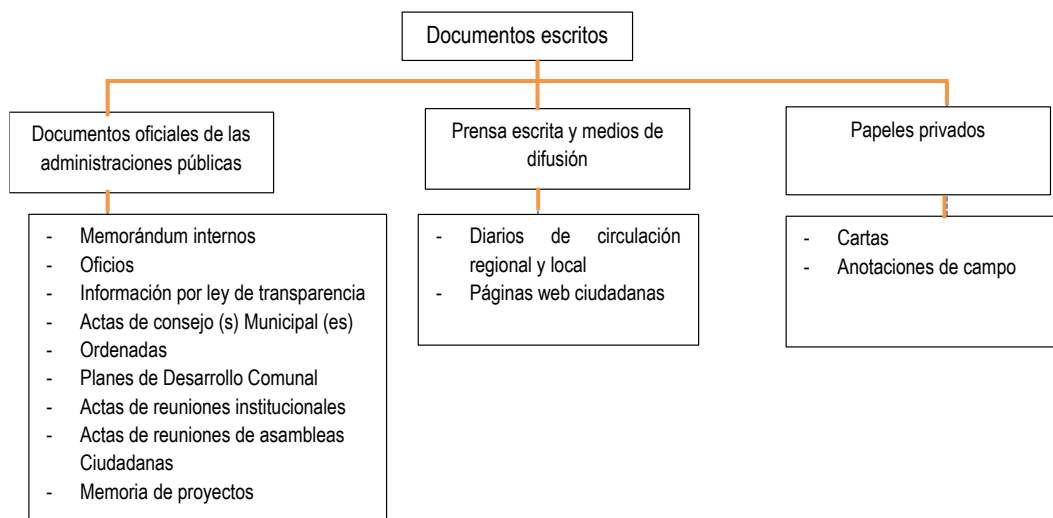 Documentos escritos
Documentos oficiales de las
administraciones públicas
Prensa escrita y medios de
difusión
Papeles privados
- Memorándum internos
- Oficios
- Información por ley de transparencia
- Actas de consejo (s) Municipal (es)
- Ordenadas
- Planes de Desarrollo Comunal
- Actas de reuniones institucionales
- Actas de reuniones de asambleas
Ciudadanas
- Memoria de proyectos
- Diarios de circulación
regional y local
- Páginas web ciudadanas
- Cartas
- Anotaciones de campo